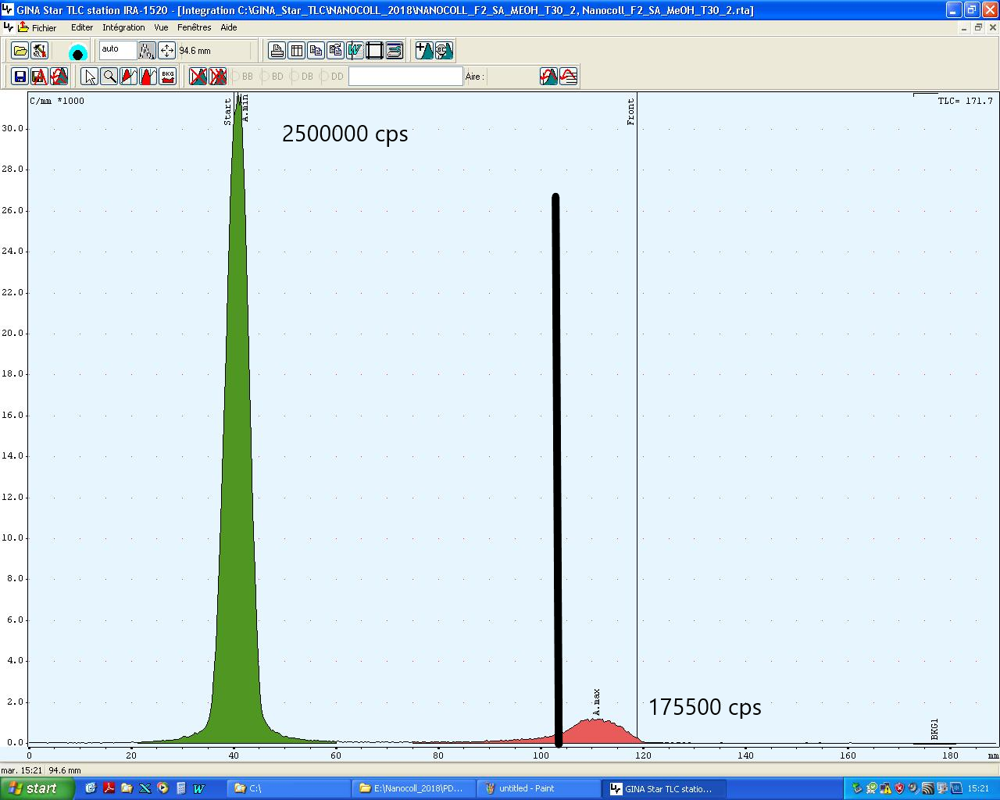 GINA Star TLC station IRA-1520 - [Integration C:\GINA_Star_TLC\NANOCOLL_2018\NANOCOLL_F2_SA_MEOH_T30_2, Nanocoll_F2_SA_MeOH_T30_2.rta]
Fichier Editer Intégration Vue Fenêtres Aide
auto 94.6 mm
BKG BB BD DB DD Aire :
C/mm *1000 Start A.min Front TLC= 171.7
2500000 cps
30.0
28.0
26.0
24.0
22.0
20.0
18.0
16.0
14.0
12.0
10.0
8.0
6.0
4.0
2.0
0.0
A.max
175500 cps
BKG1
0 20 40 60 80 100 120 140 160 180 mm
mar. 15:21 94.6 mm
start C:\ E:\Nanocoll_2018\PD... untitled - Paint GINA Star TLC statio... 15:21